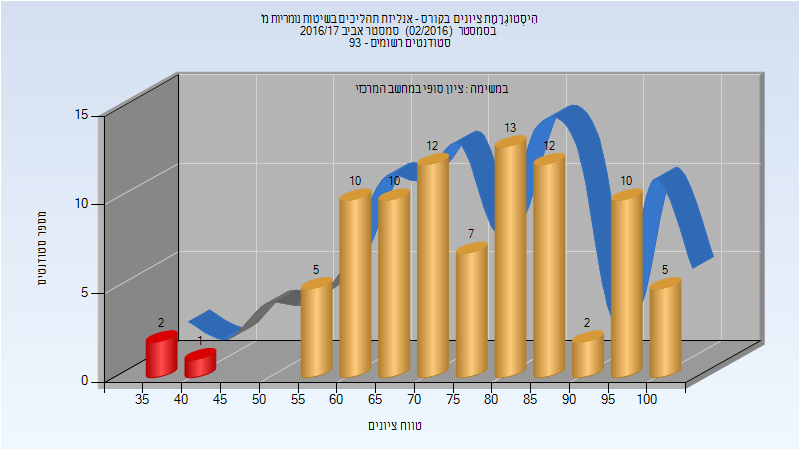 היסטוגרמת ציונים בקורס - אנליזת תהליכים בשיטות נומריות מ'
בסמסטר (02/2016) סמסטר אביב 2016/17
סטודנטים רשומים - 93
במשימה : ציון סופי במחשב המרכזי
מספר סטודנטים
15
10
5
0
2
1
5
10
10
12
7
13
12
2
10
5
35 40 45 50 55 60 65 70 75 80 85 90 95 100
טווח ציונים